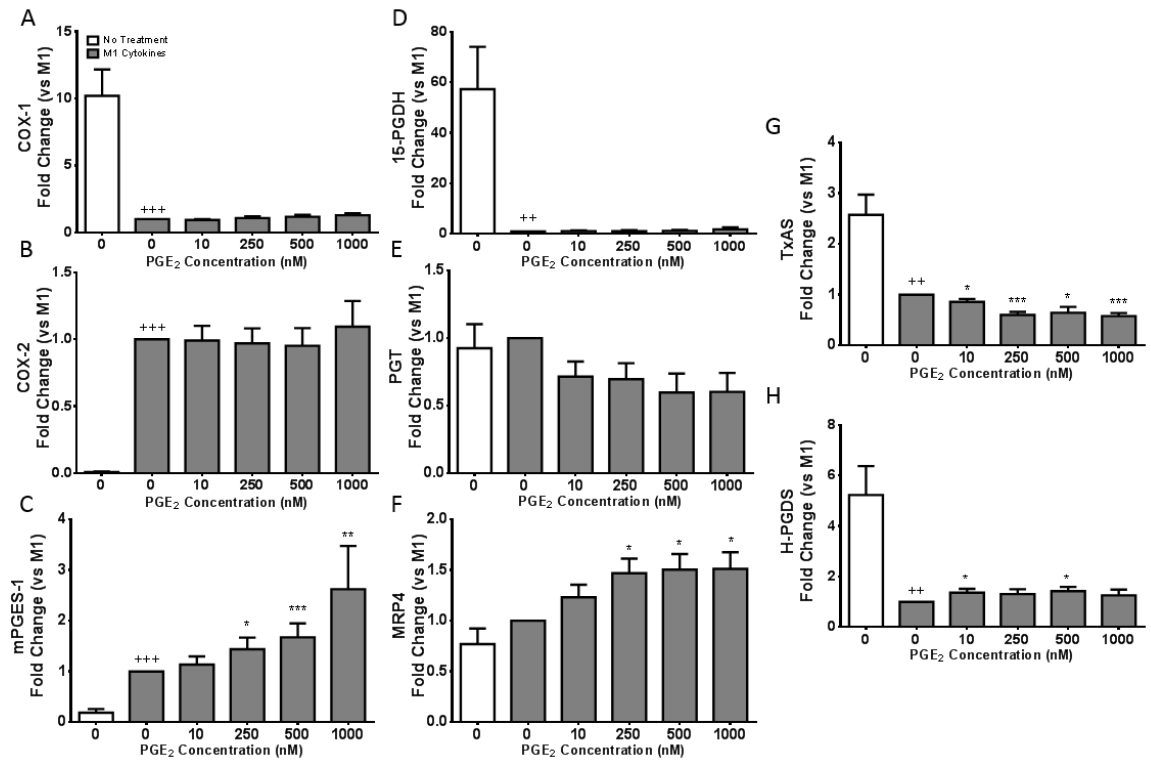 A
COX-1
Fold Change (vs M1)
15
10
5
0
No Treatment
M1 Cytokines
+++
0 0 10 250 500 1000
PGE2 Concentration (nM)
B
COX-2
Fold Change (vs M1)
1.5
1.0
0.5
0.0
+++
0 0 10 250 500 1000
PGE2 Concentration (nM)
C
mPGES-1
Fold Change (vs M1)
4
3
2
1
0
+++ * *** **
0 0 10 250 500 1000
PGE2 Concentration (nM)
D
15-PGDH
Fold Change (vs M1)
80
60
40
20
0
++
0 0 10 250 500 1000
PGE2 Concentration (nM)
E
PGT
Fold Change (vs M1)
1.5
1.0
0.5
0.0
0 0 10 250 500 1000
PGE2 Concentration (nM)
F
MRP4
Fold Change (vs M1)
2.0
1.5
1.0
0.5
0.0
* * *
0 0 10 250 500 1000
PGE2 Concentration (nM)
G
TxAS
Fold Change (vs M1)
4
3
2
1
0
++ * *** * ***
0 0 10 250 500 1000
PGE2 Concentration (nM)
H
H-PGDS
Fold Change (vs M1)
8
6
4
2
0
++ * *
0 0 10 250 500 1000
PGE2 Concentration (nM)